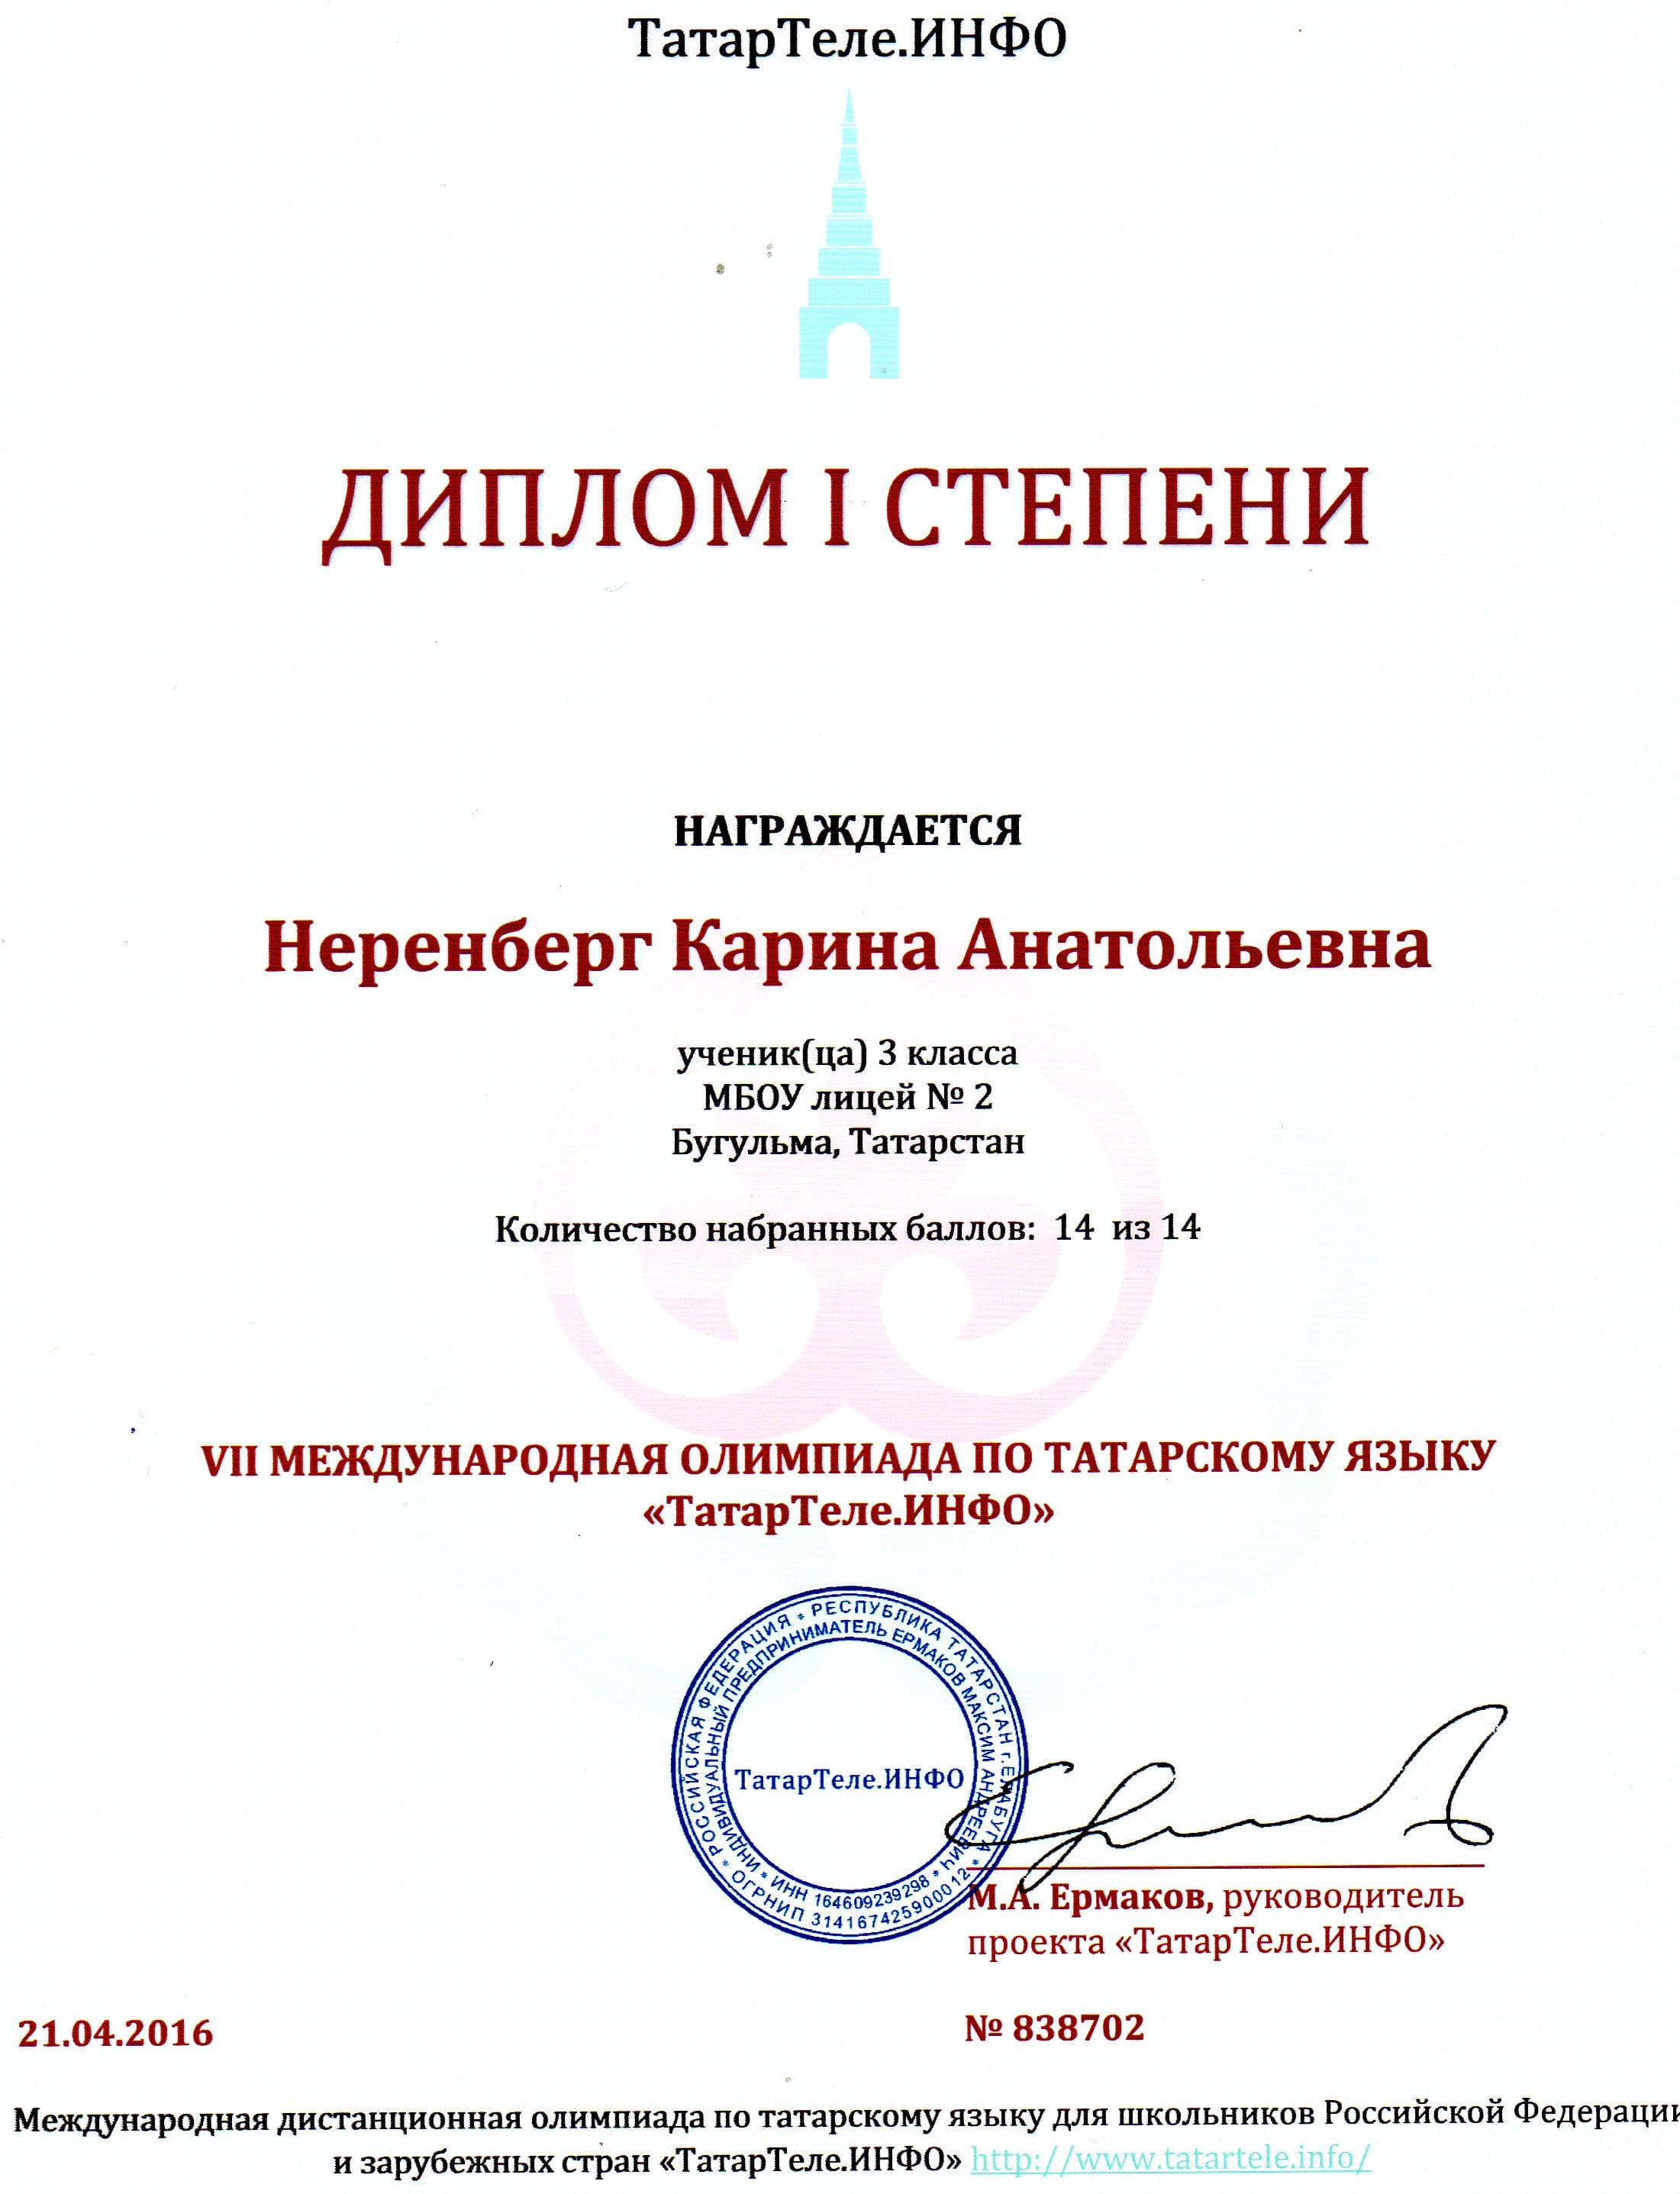 ТатарТеле.ИНФО
ДИПЛОМ I СТЕПЕНИ
НАГРАЖДАЕТСЯ
Неренберг Карина Анатольевна
ученик(ца) 3 класса
МБОУ лицей № 2
Бугульма, Татарстан
Количество набранных баллов: 14 из 14
VII МЕЖДУНАРОДНАЯ ОЛИМПИАДА ПО ТАТАРСКОМУ ЯЗЫКУ
«ТатарТеле.ИНФО»
* РОССИЙСКАЯ ФЕДЕРАЦИЯ * РЕСПУБЛИКА ТАТАРСТАН г.ЕЛАБУГА *
ОГРНИП 314167425900012
* ИНДИВИДУАЛЬНЫЙ ПРЕДПРИНИМАТЕЛЬ ЕРМАКОВ МАКСИМ АНДРЕЕВИЧ *
ИНН 164609239298
ТатарТеле.ИНФО
М.А. Ермаков, руководитель
проекта «ТатарТеле.ИНФО»
21.04.2016
№ 838702
Международная дистанционная олимпиада по татарскому языку для школьников Российской Федерации
и зарубежных стран «ТатарТеле.ИНФО» http://www.tatartele.info/